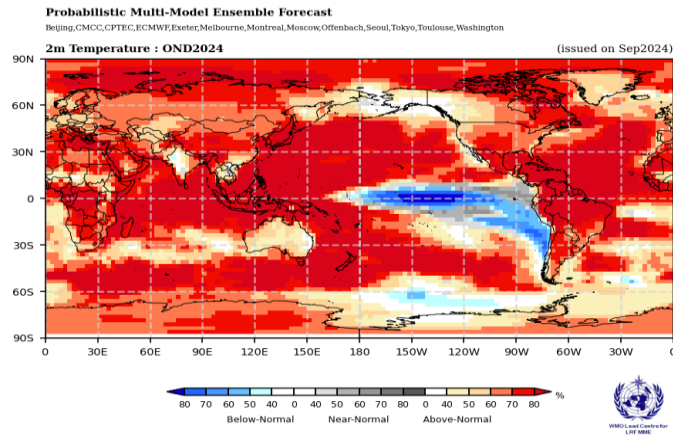 Probabilistic Multi-Model Ensemble Forecast
Beijing,CMCC,CPTEC,ECMWF,Exeter,Melbourne,Montreal,Moscow,Offenbach,Seoul,Tokyo,Toulouse,Washington
2m Temperature : OND2024 (issued on Sep2024)
90N
60N
30N
0
30S
60S
90S
0 30E 60E 90E 120E 150E 180 150W 120W 90W 60W 30W 0
80 70 60 50 40 0 40 50 60 70 80 0 40 50 60 70 80 %
Below-Normal Near-Normal Above-Normal
WMO Lead Centre for
LRF MME